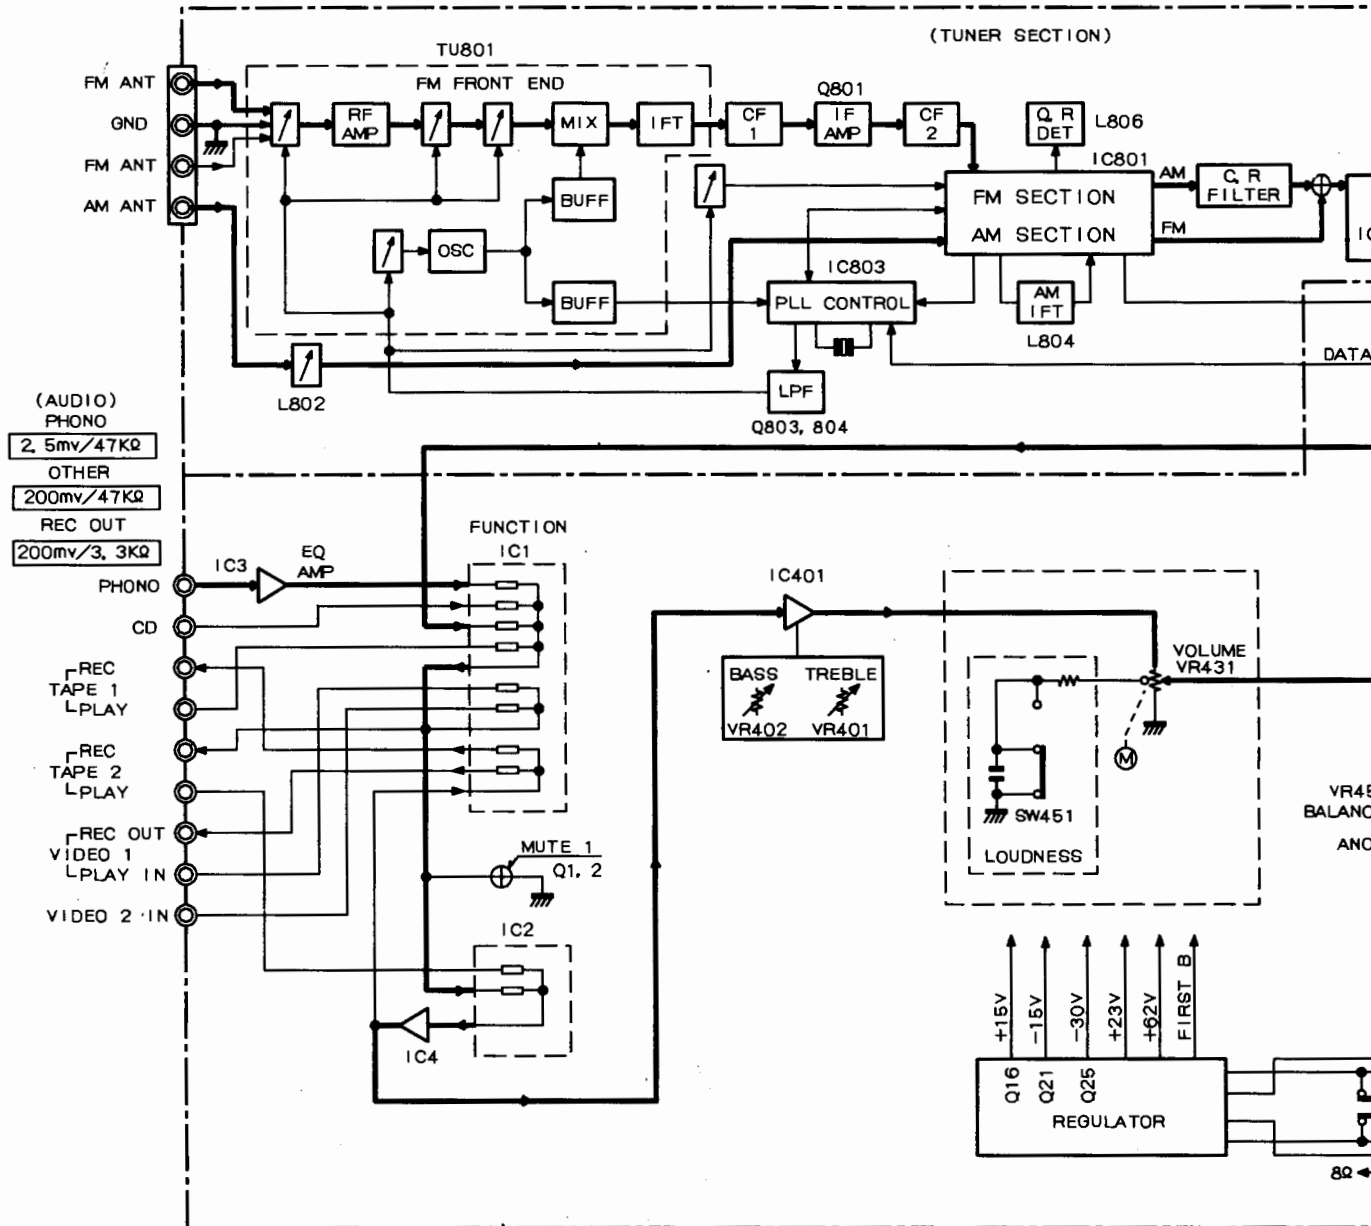 (TUNER SECTION)
TU801
FM ANT
FM FRONT END
Q801
GND
RF
AMP
MIX
IFT
CF
1
IF
AMP
CF
2
Q.R
DET
L806
FM ANT
IC801
AM
C.R
FILTER
AM ANT
BUFF
FM SECTION
AM SECTION
FM
IC
OSC
IC803
BUFF
PLL CONTROL
AM
IFT
L804
DATA
L802
LPF
Q803, 804
(AUDIO)
PHONO
2.5mv/47KΩ
OTHER
200mv/47KΩ
REC OUT
200mv/3.3KΩ
FUNCTION
IC1
IC3
EQ
AMP
PHONO
IC401
CD
VOLUME
VR431
REC
TAPE 1
PLAY
BASS
TREBLE
VR402
VR401
REC
TAPE 2
PLAY
M
VR45
BALANC
SW451
REC OUT
VIDEO 1
PLAY IN
MUTE 1
Q1, 2
LOUDNESS
ANO
VIDEO 2 IN
IC2
+15V
-15V
-30V
+23V
+62V
FIRST B
IC4
Q16
Q21
Q25
REGULATOR
8Ω